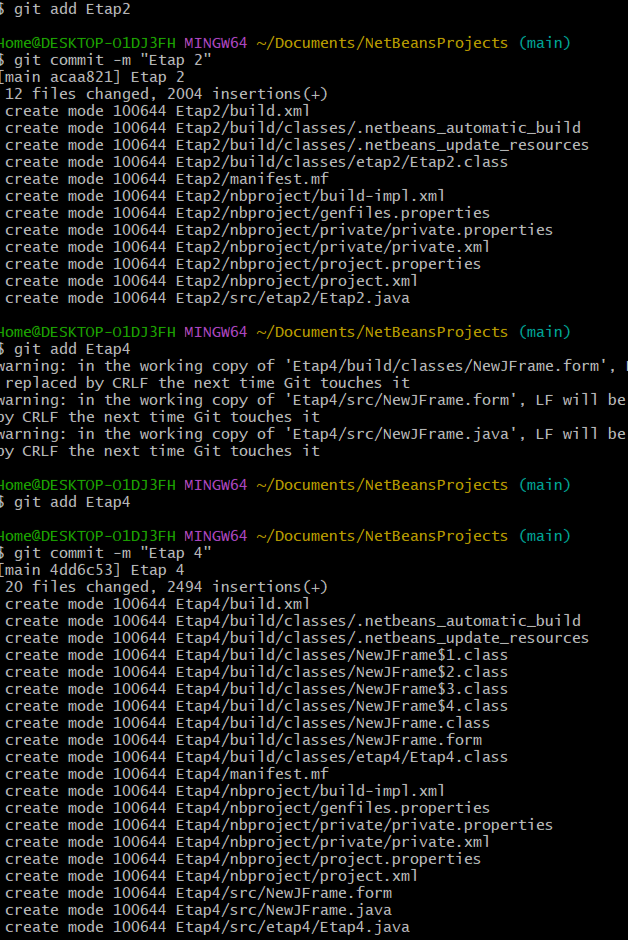 $ git add Etap2
Home@DESKTOP-O1DJ3FH MINGW64 ~/Documents/NetBeansProjects (main)
$ git commit -m "Etap 2"
[main acaa821] Etap 2
12 files changed, 2004 insertions(+)
create mode 100644 Etap2/build.xml
create mode 100644 Etap2/build/classes/.netbeans_automatic_build
create mode 100644 Etap2/build/classes/.netbeans_update_resources
create mode 100644 Etap2/build/classes/etap2/Etap2.class
create mode 100644 Etap2/manifest.mf
create mode 100644 Etap2/nbproject/build-impl.xml
create mode 100644 Etap2/nbproject/genfiles.properties
create mode 100644 Etap2/nbproject/private/private.properties
create mode 100644 Etap2/nbproject/private/private.xml
create mode 100644 Etap2/nbproject/project.properties
create mode 100644 Etap2/nbproject/project.xml
create mode 100644 Etap2/src/etap2/Etap2.java
Home@DESKTOP-O1DJ3FH MINGW64 ~/Documents/NetBeansProjects (main)
$ git add Etap4
warning: in the working copy of 'Etap4/build/classes/NewJFrame.form',
replaced by CRLF the next time Git touches it
warning: in the working copy of 'Etap4/src/NewJFrame.form', LF will be
by CRLF the next time Git touches it
warning: in the working copy of 'Etap4/src/NewJFrame.java', LF will be
by CRLF the next time Git touches it
Home@DESKTOP-O1DJ3FH MINGW64 ~/Documents/NetBeansProjects (main)
$ git add Etap4
Home@DESKTOP-O1DJ3FH MINGW64 ~/Documents/NetBeansProjects (main)
$ git commit -m "Etap 4"
[main 4dd6c53] Etap 4
20 files changed, 2494 insertions(+)
create mode 100644 Etap4/build.xml
create mode 100644 Etap4/build/classes/.netbeans_automatic_build
create mode 100644 Etap4/build/classes/.netbeans_update_resources
create mode 100644 Etap4/build/classes/NewJFrame$1.class
create mode 100644 Etap4/build/classes/NewJFrame$2.class
create mode 100644 Etap4/build/classes/NewJFrame$3.class
create mode 100644 Etap4/build/classes/NewJFrame$4.class
create mode 100644 Etap4/build/classes/NewJFrame.class
create mode 100644 Etap4/build/classes/NewJFrame.form
create mode 100644 Etap4/build/classes/etap4/Etap4.class
create mode 100644 Etap4/manifest.mf
create mode 100644 Etap4/nbproject/build-impl.xml
create mode 100644 Etap4/nbproject/genfiles.properties
create mode 100644 Etap4/nbproject/private/private.properties
create mode 100644 Etap4/nbproject/private/private.xml
create mode 100644 Etap4/nbproject/project.properties
create mode 100644 Etap4/nbproject/project.xml
create mode 100644 Etap4/src/NewJFrame.form
create mode 100644 Etap4/src/NewJFrame.java
create mode 100644 Etap4/src/etap4/Etap4.java